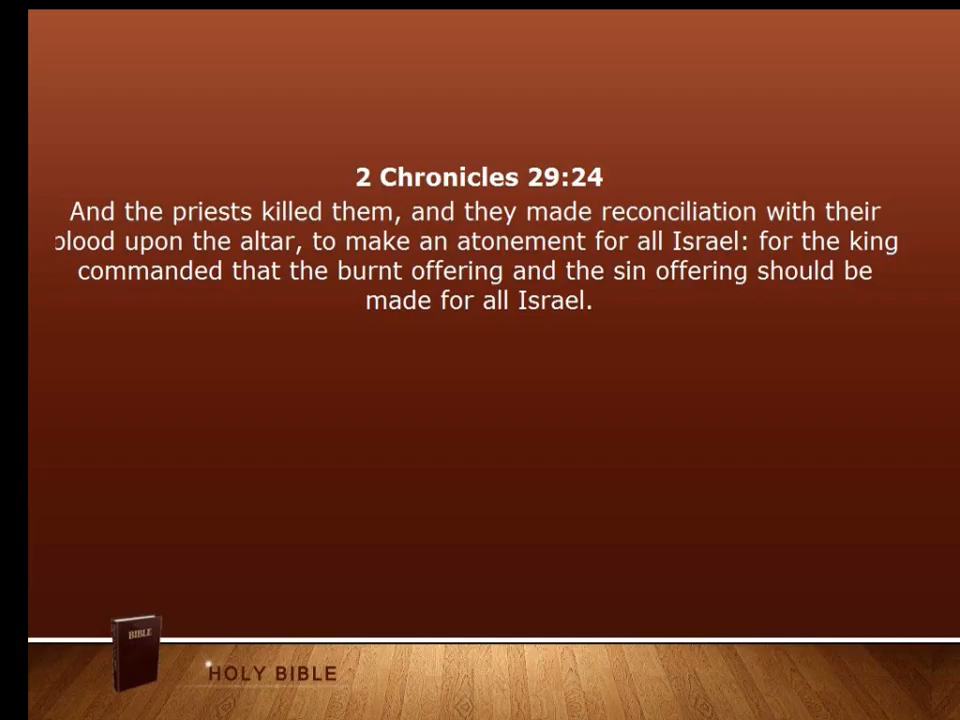 2 Chronicles 29:24
And the priests killed them, and they made reconciliation with their
blood upon the altar, to make an atonement for all Israel: for the king
commanded that the burnt offering and the sin offering should be
made for all Israel.
BIBLE
HOLY BIBLE